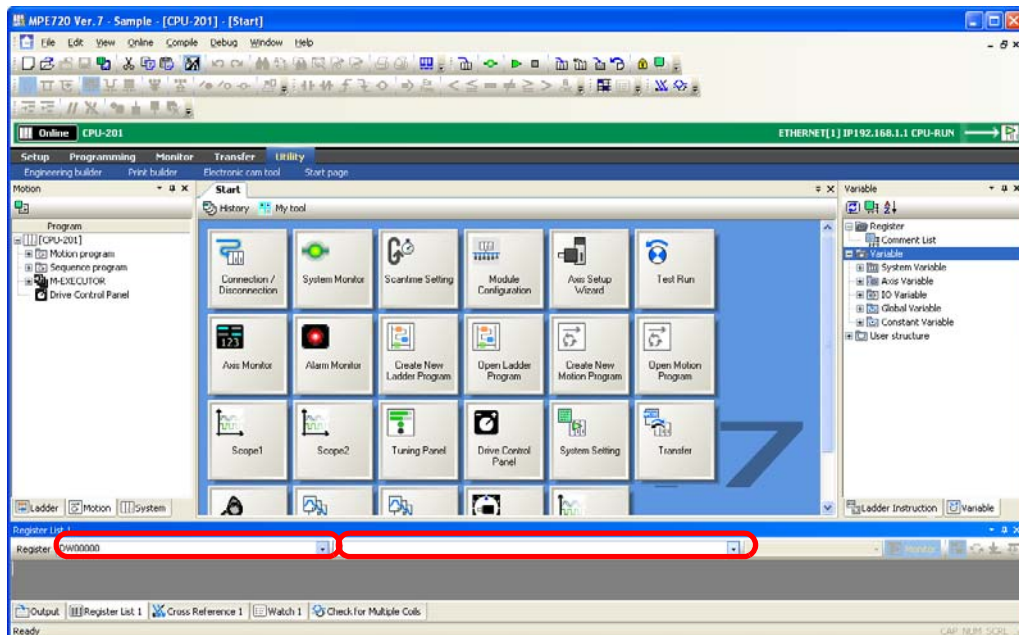 MPE720 Ver. 7 - Sample - [CPU-201] - [Start]
File Edit View Online Compile Debug Window Help
Online CPU-201 ETHERNET[1] IP192.168.1.1 CPU-RUN
Setup Programming Monitor Transfer Utility
Engineering builder Print builder Electronic cam tool Start page
Motion Start Variable
History My tool
Program
[CPU-201]
Motion program
Sequence program
M-EXECUTOR
Drive Control Panel
Connection / Disconnection
System Monitor
Scantime Setting
Module Configuration
Axis Setup Wizard
Test Run
Axis Monitor
Alarm Monitor
Create New Ladder Program
Open Ladder Program
Create New Motion Program
Open Motion Program
Scope1
Scope2
Tuning Panel
Drive Control Panel
System Setting
Transfer
7
Register
Comment List
Variable
System Variable
Axis Variable
IO Variable
Global Variable
Constant Variable
User structure
Ladder Motion System
Ladder Instruction Variable
Register List 1
Register DW00000 Monitor
Output Register List 1 Cross Reference 1 Watch 1 Check for Multiple Coils
Ready CAP NUM SCRL